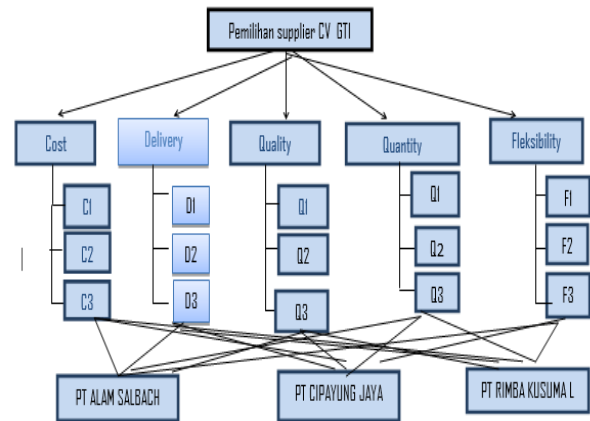 Pemilihan supplier CV GTI
Cost
Delivery
Quality
Quantity
Fleksibility
C1
D1
Q1
Q1
F1
C2
D2
Q2
Q2
F2
C3
D3
Q3
Q3
F3
PT ALAM SALBACH
PT CIPAYUNG JAYA
PT RIMBA KUSUMA L